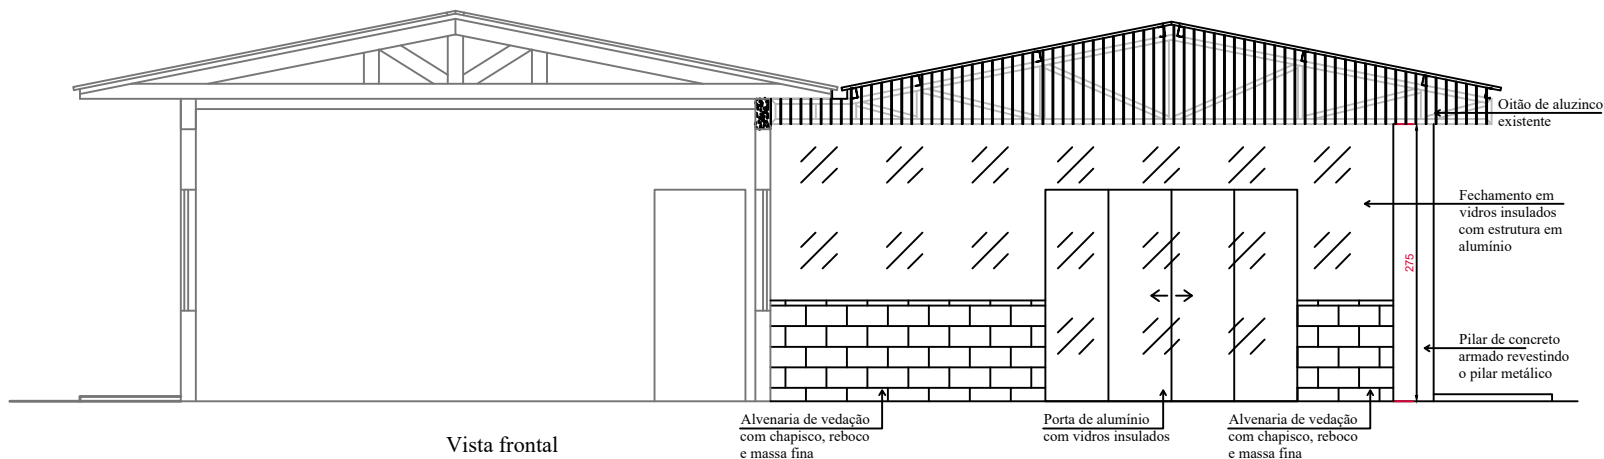 Oitão de aluzinco
existente
Fechamento em
vidros insulados
com estrutura em
alumínio
275
Pilar de concreto
armado revestindo
o pilar metálico
Alvenaria de vedação
com chapisco, reboco
e massa fina
Porta de alumínio
com vidros insulados
Alvenaria de vedação
com chapisco, reboco
e massa fina
Vista frontal